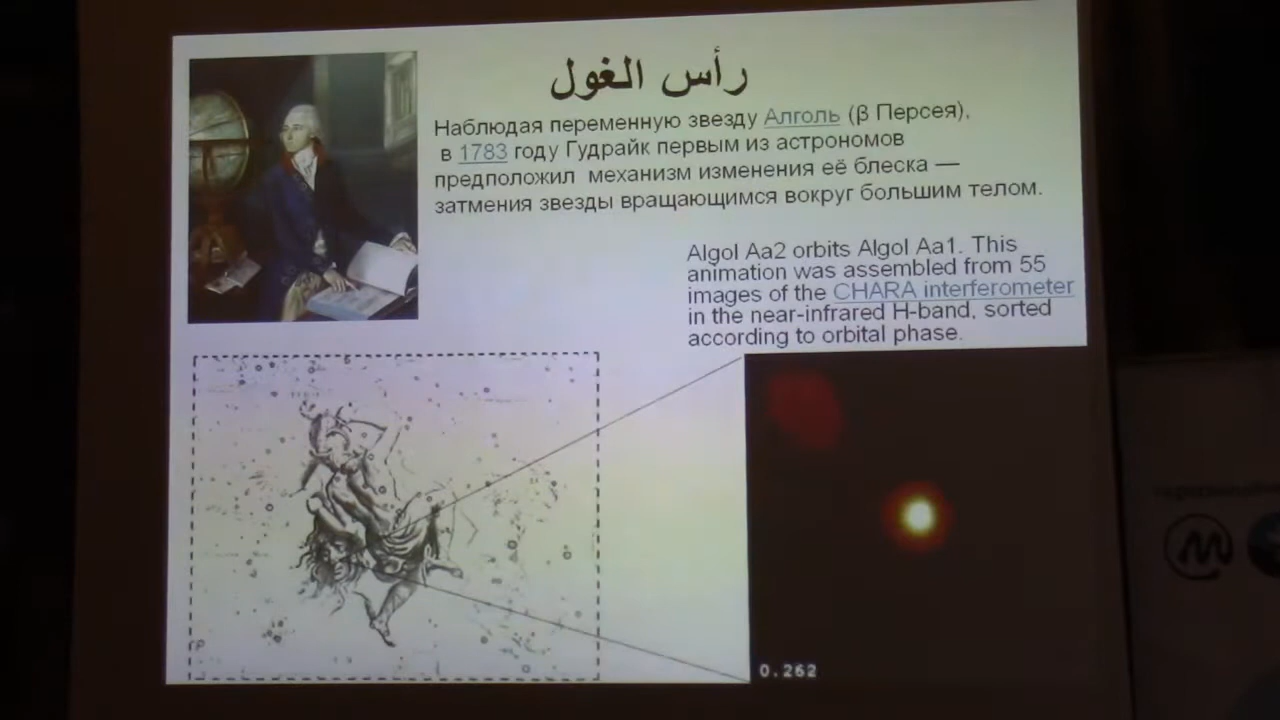 رأس الغول
Наблюдая переменную звезду Алголь (β Персея),
в 1783 году Гудрайк первым из астрономов
предположил механизм изменения её блеска —
затмения звезды вращающимся вокруг большим телом.
Algol Aa2 orbits Algol Aa1. This
animation was assembled from 55
images of the CHARA interferometer
in the near-infrared H-band, sorted
according to orbital phase.
0.262